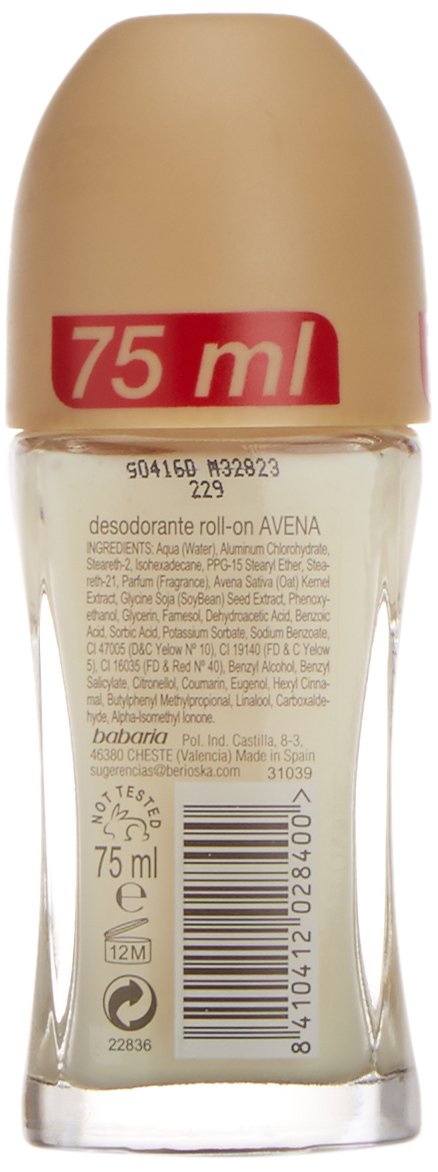 75 ml
S0416D M32823
229
desodorante roll-on AVENA
INGREDIENTS: Aqua (Water), Aluminum Chlorohydrate,
Steareth-2, Isohexadecane, PPG-15 Stearyl Ether, Stea-
reth-21, Parfum (Fragrance), Avena Sativa (Oat) Kernel
Extract, Glycine Soja (SoyBean) Seed Extract, Phenoxy-
ethanol, Glycerin, Farnesol, Dehydroacetic Acid, Benzoic
Acid, Sorbic Acid, Potassium Sorbate, Sodium Benzoate,
CI 47005 (D&C Yelow Nº 10), CI 19140 (FD & C Yelow
5), CI 16035 (FD & Red Nº 40), Benzyl Alcohol, Benzyl
Salicylate, Citronellol, Coumarin, Eugenol, Hexyl Cinna-
mal, Butylphenyl Methylpropional, Linalool, Carboxalde-
hyde, Alpha-Isomethyl Ionone.
babaria Pol. Ind. Castilla, 8-3,
46380 CHESTE (Valencia) Made in Spain
sugerencias@berioska.com 31039
NOT TESTED
75 ml
e
12M
22836
8 410412 028400 >